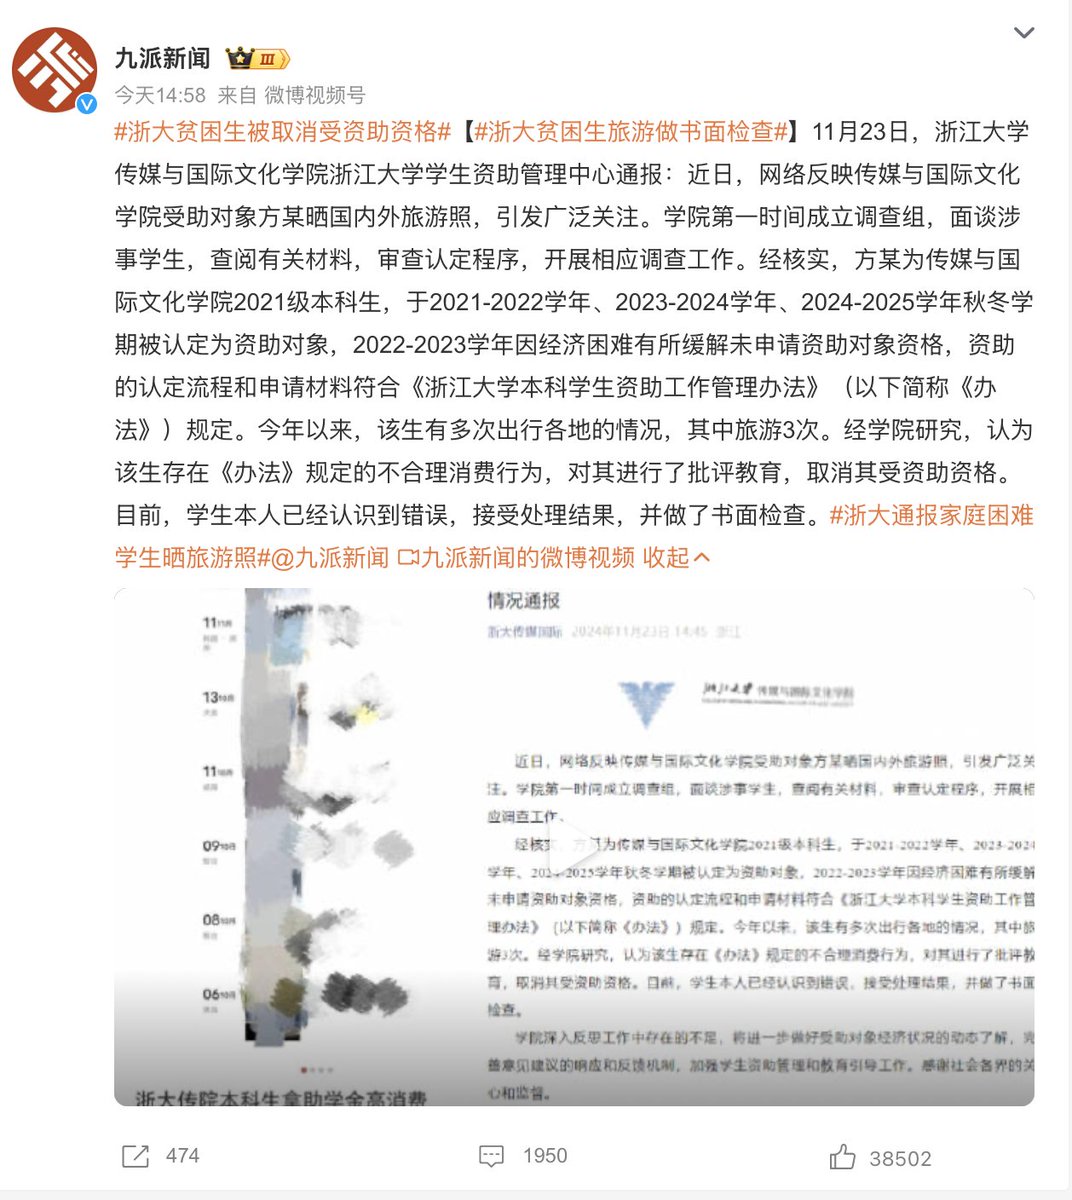 九派新闻
III
今天14:58 来自 微博视频号
#浙大贫困生被取消受资助资格#【#浙大贫困生旅游做书面检查#】11月23日，浙江大学
传媒与国际文化学院浙江大学学生资助管理中心通报：近日，网络反映传媒与国际文化
学院受助对象方某晒国内外旅游照，引发广泛关注。学院第一时间成立调查组，面谈涉
事学生，查阅有关材料，审查认定程序，开展相应调查工作。经核实，方某为传媒与国
际文化学院2021级本科生，于2021-2022学年、2023-2024学年、2024-2025学年秋冬学
期被认定为资助对象，2022-2023学年因经济困难有所缓解未申请资助对象资格，资助
的认定流程和申请材料符合《浙江大学本科学生资助工作管理办法》（以下简称《办
法》）规定。今年以来，该生有多次出行各地的情况，其中旅游3次。经学院研究，认为
该生存在《办法》规定的不合理消费行为，对其进行了批评教育，取消其受资助资格。
目前，学生本人已经认识到错误，接受处理结果，并做了书面检查。#浙大通报家庭困难
学生晒旅游照#@九派新闻 九派新闻的微博视频 收起
11 11月
13 10月
11 10月
09 10月
08 10月
06 10月
浙大传院本科生拿助学金高消费
情况通报
浙大传媒国际 2024年11月23日 14:45 浙江
浙江大学 传媒与国际文化学院
近日，网络反映传媒与国际文化学院受助对象方某晒国内外旅游照，引发广泛关
注。学院第一时间成立调查组，面谈涉事学生，查阅有关材料，审查认定程序，开展相
应调查工作。
经核实，方某为传媒与国际文化学院2021级本科生，于2021-2022学年、2023-2024
学年、2024-2025学年秋冬学期被认定为资助对象，2022-2023学年因经济困难有所缓解
未申请资助对象资格，资助的认定流程和申请材料符合《浙江大学本科学生资助工作管
理办法》（以下简称《办法》）规定。今年以来，该生有多次出行各地的情况，其中旅
游3次。经学院研究，认为该生存在《办法》规定的不合理消费行为，对其进行了批评教
育，取消其受资助资格。目前，学生本人已经认识到错误，接受处理结果，并做了书面
检查。
学院深入反思工作中存在的不足，将进一步做好受助对象经济状况的动态了解，完
善意见建议的响应和反馈机制，加强学生资助管理和教育引导工作。感谢社会各界的关
心和监督。
474
1950
38502